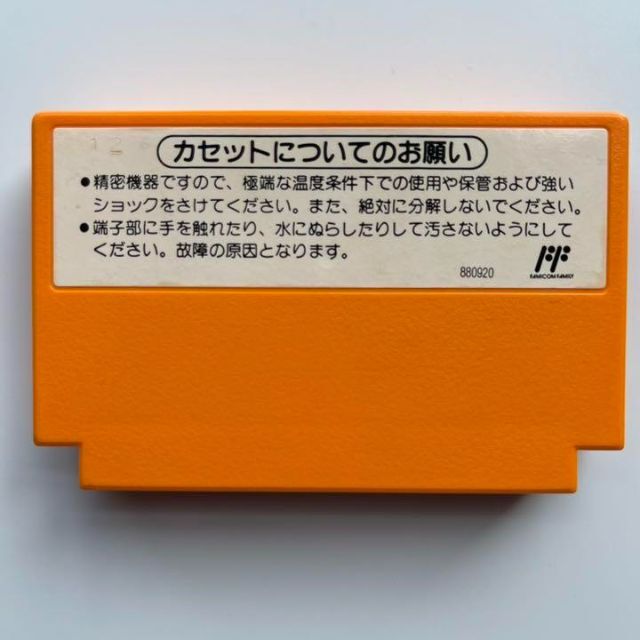 12
カセットについてのお願い
●精密機器ですので、極端な温度条件下での使用や保管および強い
ショックをさけてください。また、絶対に分解しないでください。
●端子部に手を触れたり、水にぬらしたりして汚さないようにして
ください。故障の原因となります。
880920
FAMICOM FAMILY